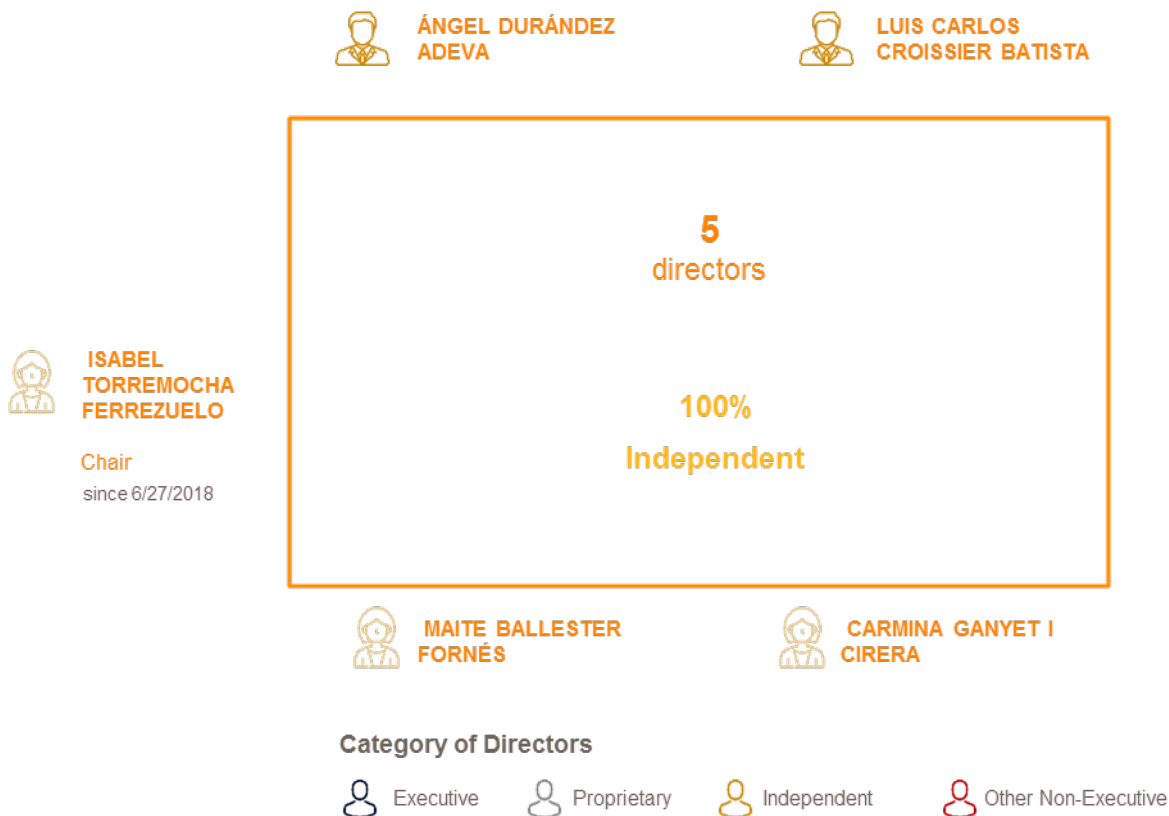 ÁNGEL DURÁNDEZ
ADEVA
LUIS CARLOS
CROISSIER BATISTA
5
directors
ISABEL
TORREMOCHA
FERREZUELO
Chair
since 6/27/2018
100%
Independent
MAITE BALLESTER
FORNÉS
CARMINA GANYET I
CIRERA
Category of Directors
Executive
Proprietary
Independent
Other Non-Executive